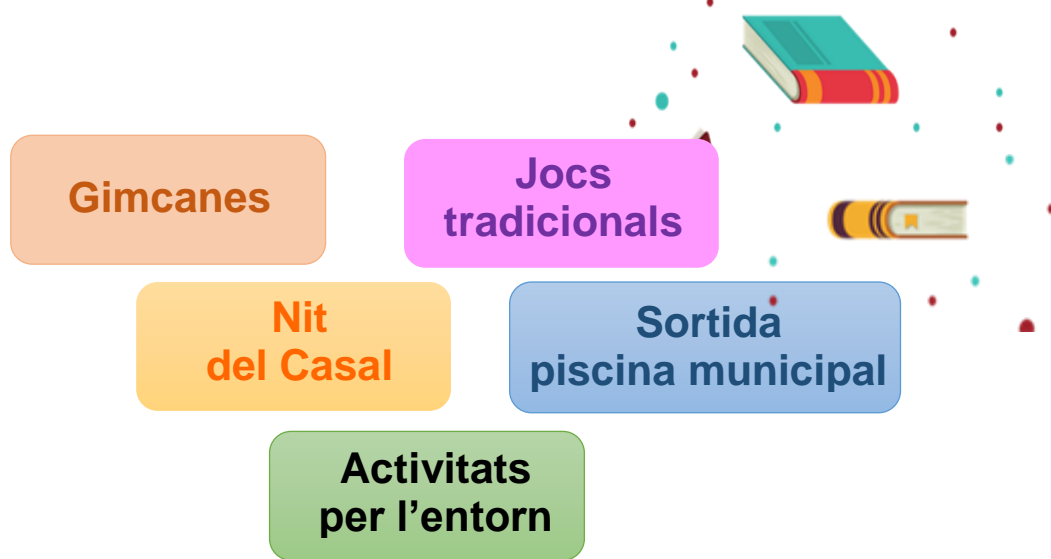 Gimcanes
Jocs
tradicionals
Nit
del Casal
Sortida
piscina municipal
Activitats
per l’entorn